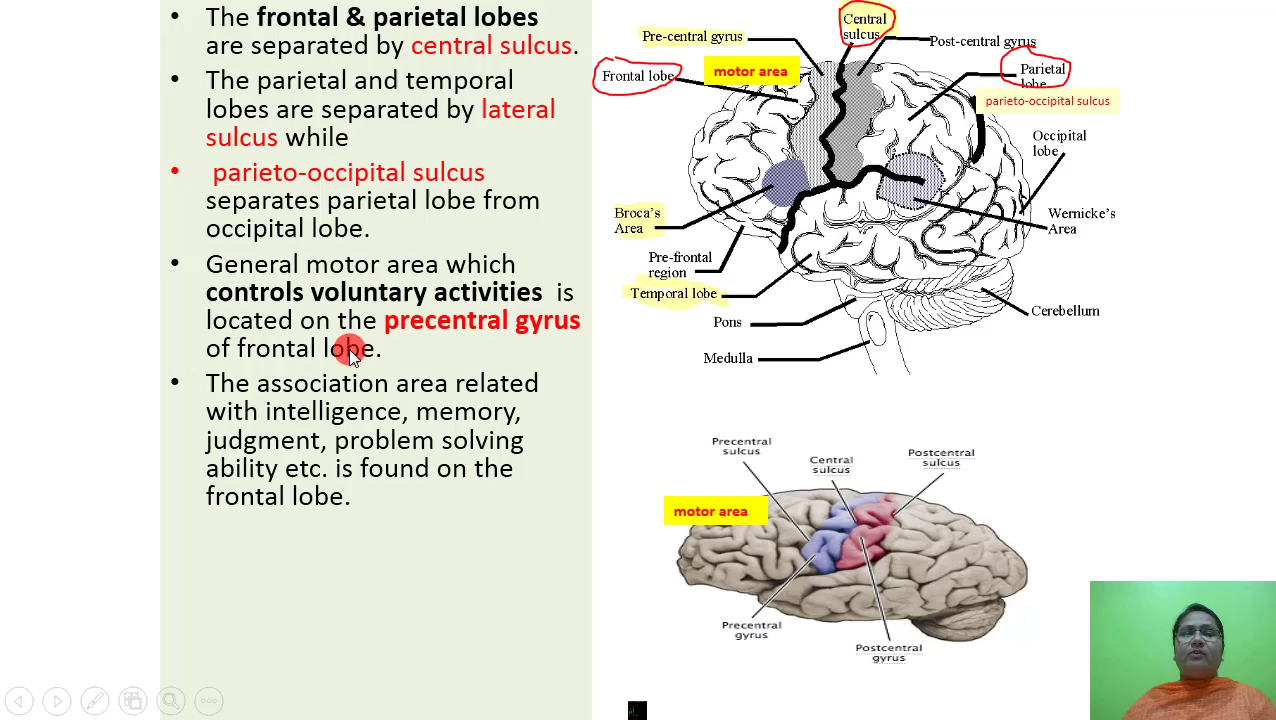 • The frontal & parietal lobes
are separated by central sulcus.
• The parietal and temporal
lobes are separated by lateral
sulcus while
• parieto-occipital sulcus
separates parietal lobe from
occipital lobe.
• General motor area which
controls voluntary activities is
located on the precentral gyrus
of frontal lobe.
• The association area related
with intelligence, memory,
judgment, problem solving
ability etc. is found on the
frontal lobe.
Central
sulcus
Pre-central gyrus
Post-central gyrus
Frontal lobe
motor area
Parietal
lobe
parieto-occipital sulcus
Occipital
lobe
Broca's
Area
Wernicke's
Area
Pre-frontal
region
Temporal lobe
Pons
Cerebellum
Medulla
Precentral
sulcus
Central
sulcus
Postcentral
sulcus
motor area
Precentral
gyrus
Postcentral
gyrus